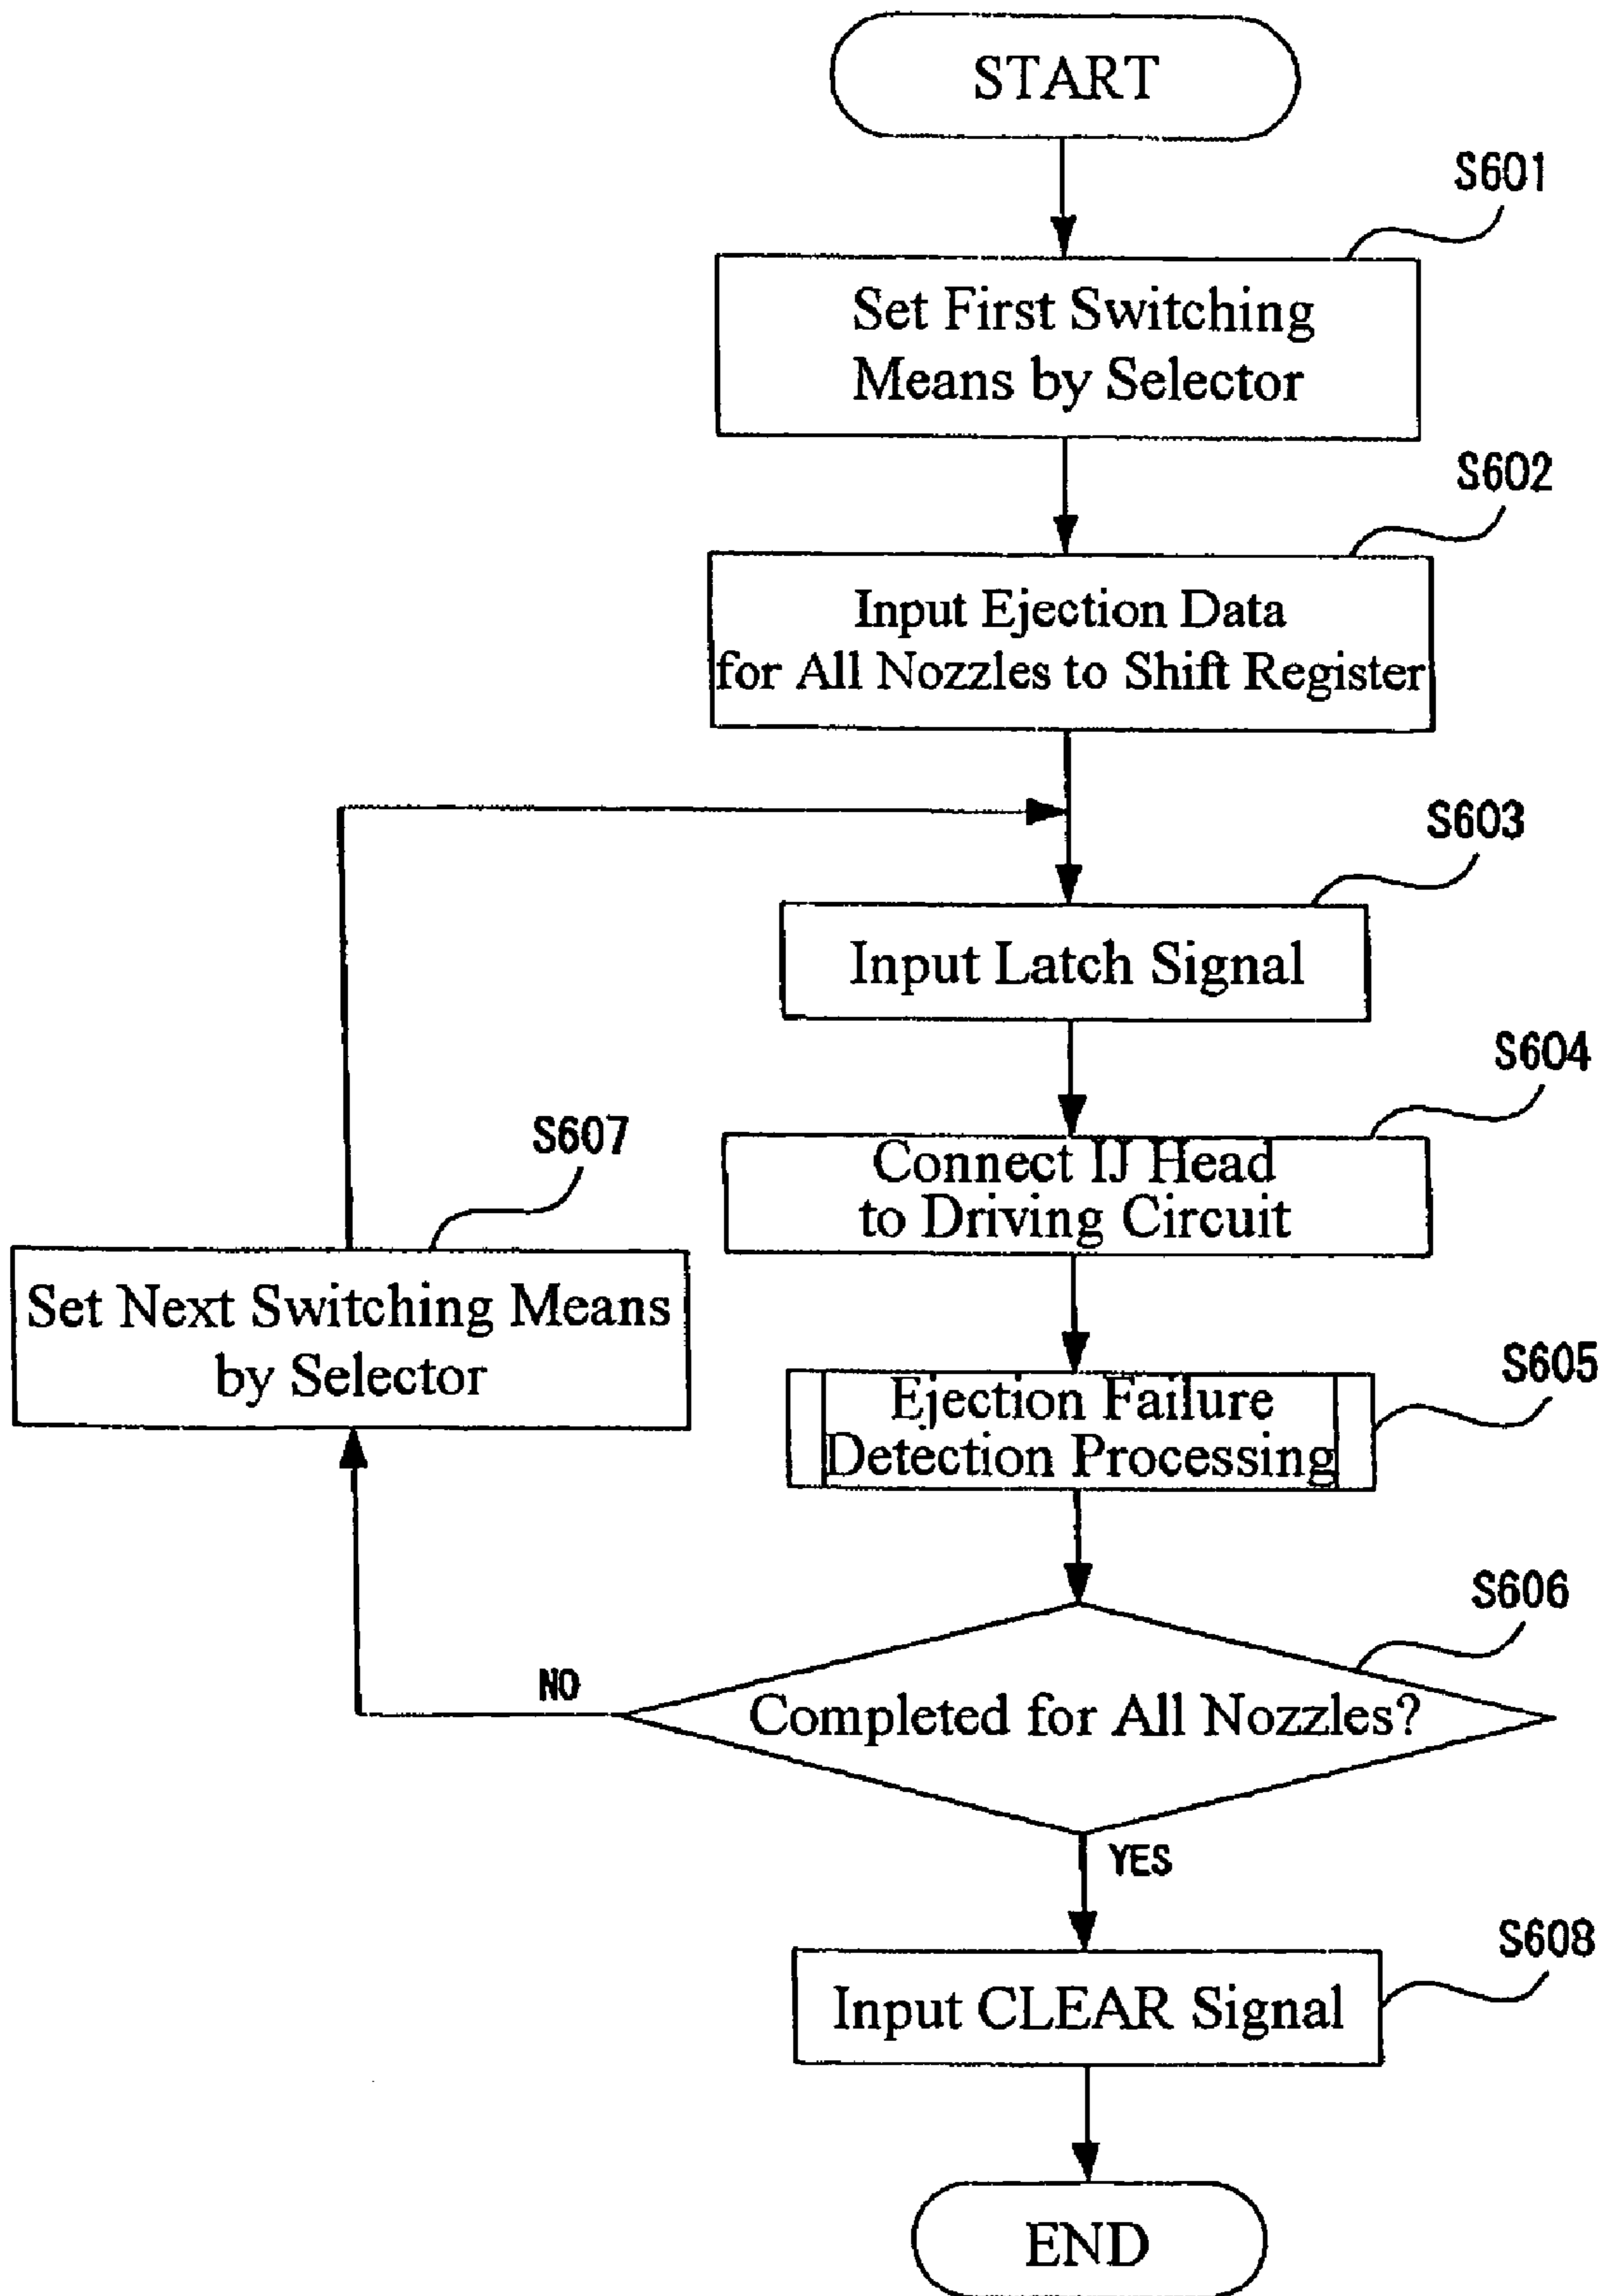 START
S601
Set First Switching
Means by Selector
S602
Input Ejection Data
for All Nozzles to Shift Register
S603
Input Latch Signal
S604
Connect IJ Head
to Driving Circuit
S607
Set Next Switching Means
by Selector
S605
Ejection Failure
Detection Processing
S606
NO
Completed for All Nozzles?
YES
S608
Input CLEAR Signal
END